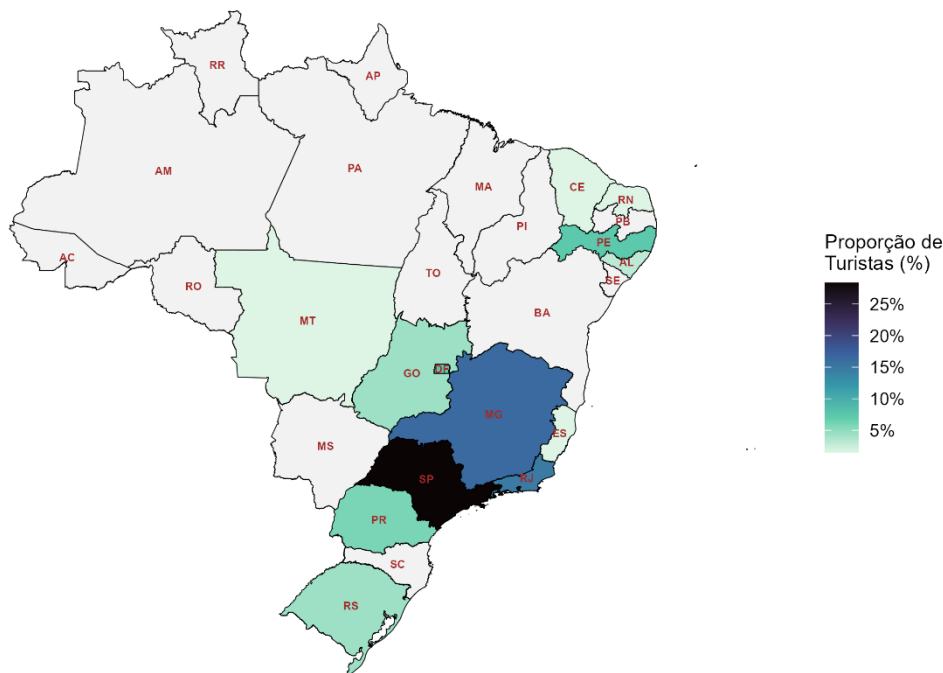 RR
AP
AM
PA
MA
CE
RN
PB
PI
PE
AL
AC
SE
RO
TO
BA
MT
GO
DF
MG
ES
MS
SP
RJ
PR
SC
RS
Proporção de
Turistas (%)
25%
20%
15%
10%
5%